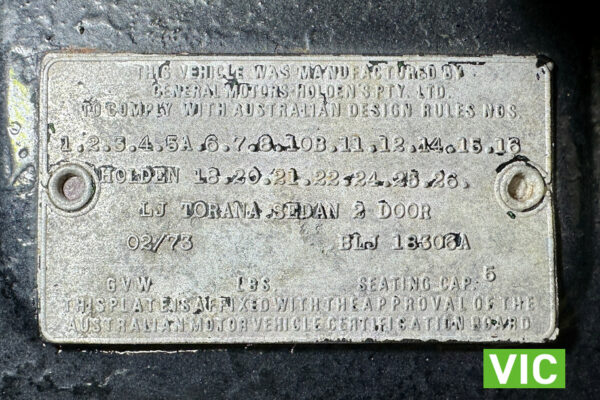 THIS VEHICLE WAS MANUFACTURED BY
GENERAL MOTORS-HOLDEN'S PTY. LTD.
TO COMPLY WITH AUSTRALIAN DESIGN RULES NOS.
1,2,3,4,5A,6,7,8,10B,11,12,14,15,16
HOLDEN 18,20,21,22,24,25,26,
LJ TORANA SEDAN 2 DOOR
02/73 BLJ 18306A
GVW LBS. SEATING CAP: 5
THIS PLATE IS AFFIXED WITH THE APPROVAL OF THE
AUSTRALIAN MOTOR VEHICLE CERTIFICATION BOARD
VIC